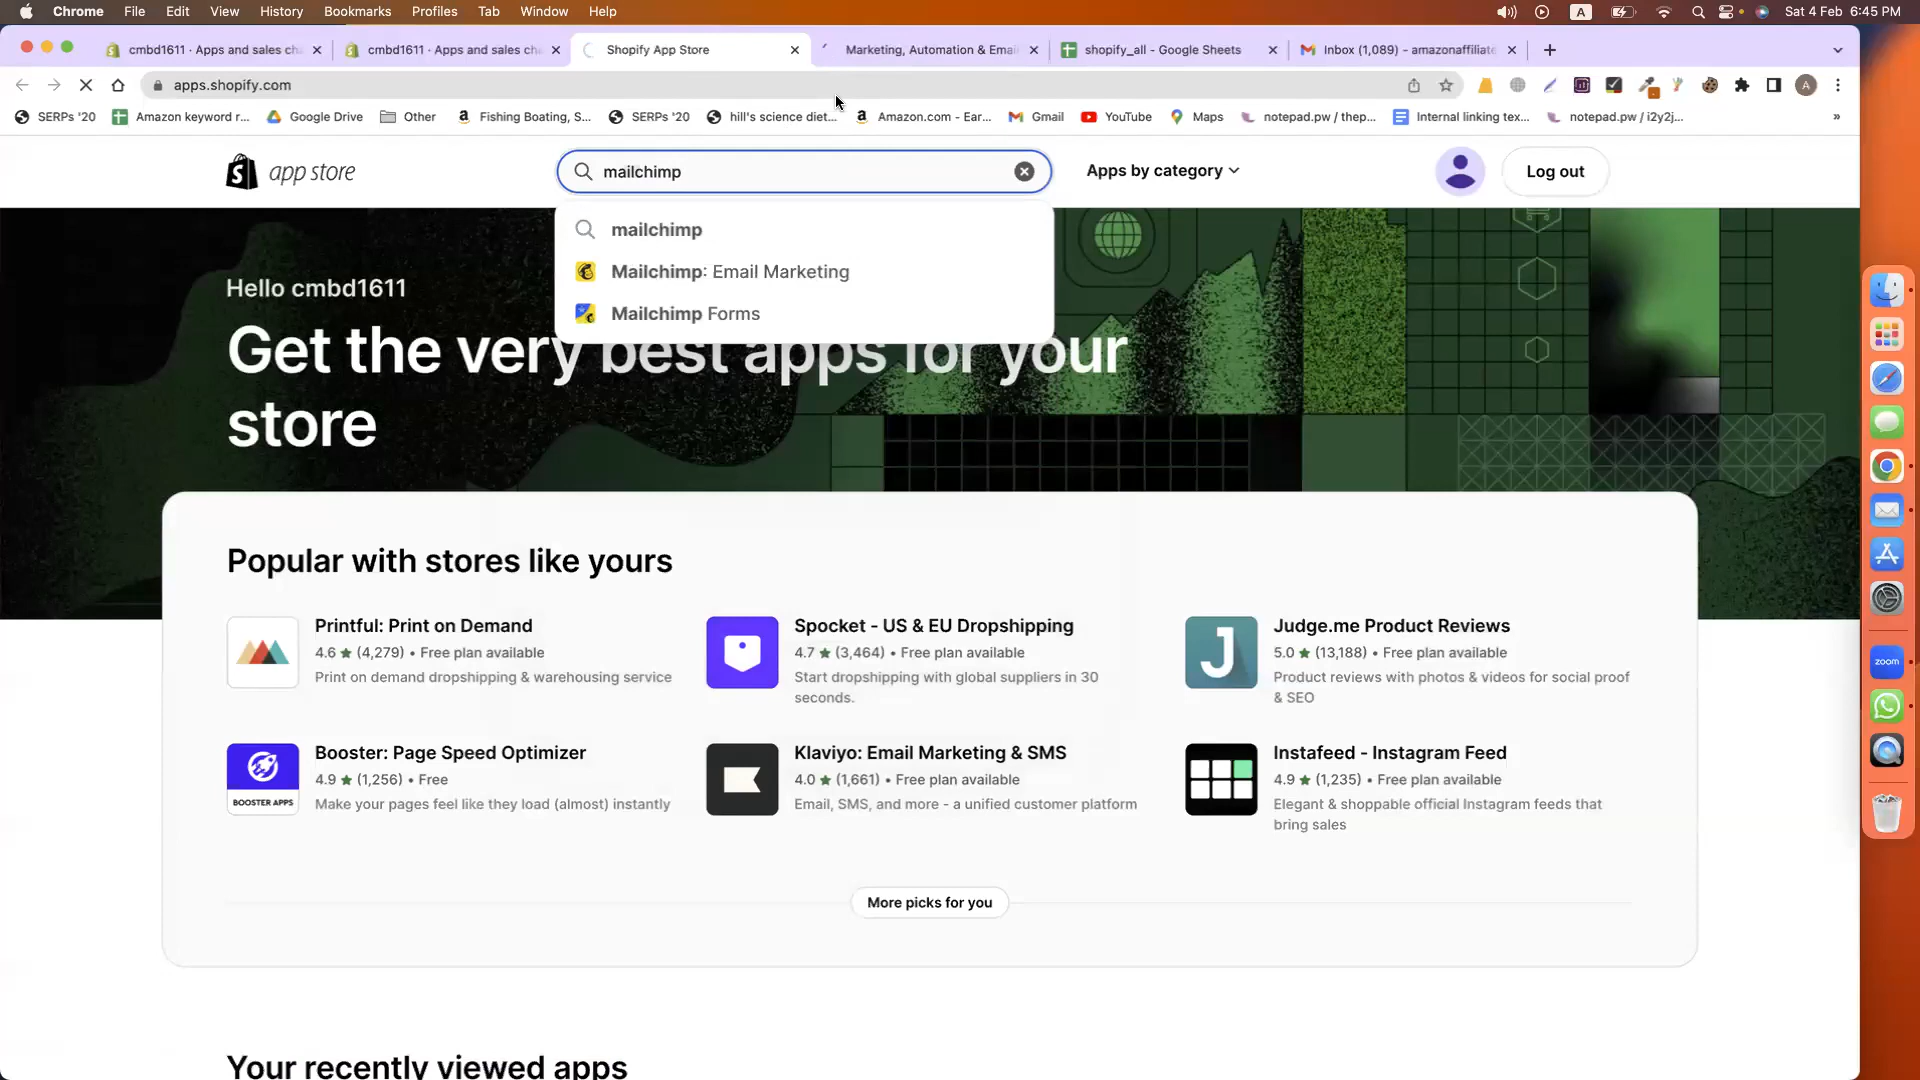 Chrome File Edit View History Bookmarks Profiles Tab Window Help A Sat 4 Feb 6:45 PM
cmbd1611 · Apps and sales cha cmbd1611 · Apps and sales cha Shopify App Store Marketing, Automation & Emai shopify_all - Google Sheets Inbox (1,089) - amazonaffiliate
apps.shopify.com A
SERPs '20 Amazon keyword r... Google Drive Other Fishing Boating, S... SERPs '20 hill's science diet... Amazon.com - Ear... Gmail YouTube Maps notepad.pw / thep... Internal linking tex... notepad.pw / i2y2j... »
app store mailchimp Apps by category Log out
mailchimp
Mailchimp: Email Marketing
Mailchimp Forms
Hello cmbd1611
Get the very best apps for your
store
Popular with stores like yours
Printful: Print on Demand
4.6 ★ (4,279) • Free plan available
Print on demand dropshipping & warehousing service
Spocket - US & EU Dropshipping
4.7 ★ (3,464) • Free plan available
Start dropshipping with global suppliers in 30
seconds.
J
Judge.me Product Reviews
5.0 ★ (13,188) • Free plan available
Product reviews with photos & videos for social proof
& SEO
BOOSTER APPS
Booster: Page Speed Optimizer
4.9 ★ (1,256) • Free
Make your pages feel like they load (almost) instantly
Klaviyo: Email Marketing & SMS
4.0 ★ (1,661) • Free plan available
Email, SMS, and more - a unified customer platform
Instafeed - Instagram Feed
4.9 ★ (1,235) • Free plan available
Elegant & shoppable official Instagram feeds that
bring sales
More picks for you
Your recently viewed apps
zoom